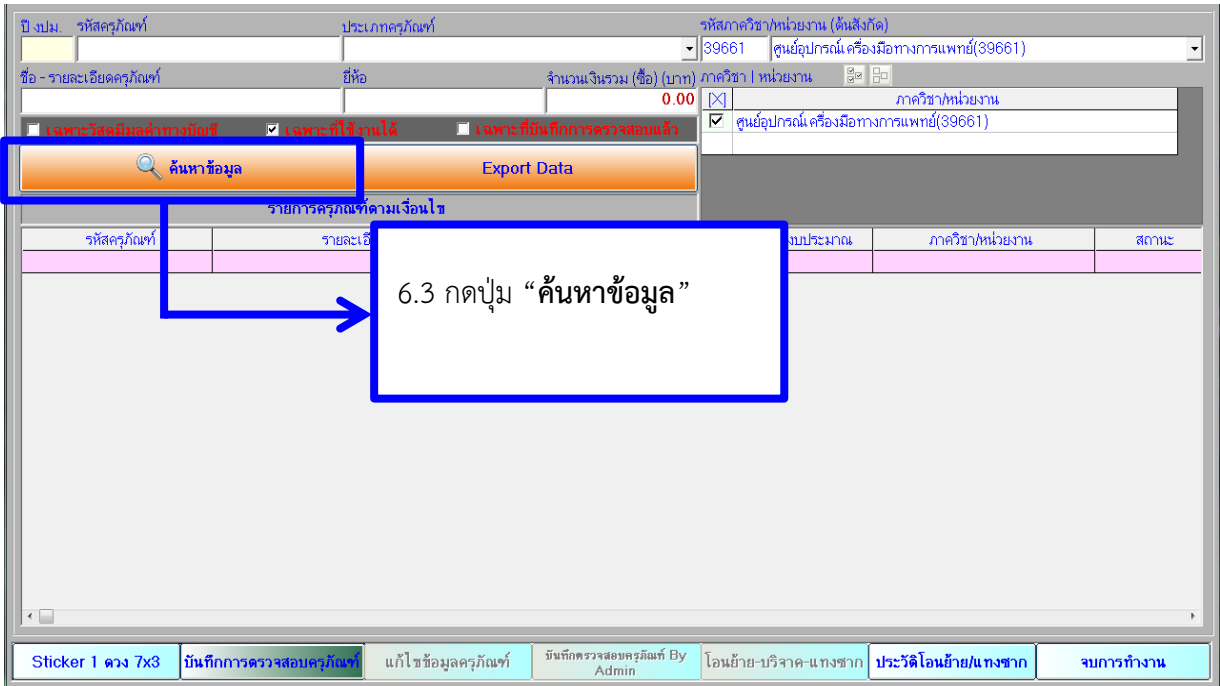 ปี งปม. รหัสครุภัณฑ์ ประเภทครุภัณฑ์ รหัสภาควิชา/หน่วยงาน (ต้นสังกัด)
39661 ศูนย์อุปกรณ์เครื่องมือทางการแพทย์(39661)
ชื่อ - รายละเอียดครุภัณฑ์ ยี่ห้อ จำนวนเงินรวม (ซื้อ) (บาท) ภาควิชา | หน่วยงาน
0.00 [X] ภาควิชา/หน่วยงาน
เฉพาะวัสดุมีมูลค่าทางบัญชี เฉพาะที่ใช้งานได้ เฉพาะที่บันทึกการตรวจสอบแล้ว ศูนย์อุปกรณ์เครื่องมือทางการแพทย์(39661)
ค้นหาข้อมูล Export Data
รายการครุภัณฑ์ตามเงื่อนไข
รหัสครุภัณฑ์ รายละเอี งบประมาณ ภาควิชา/หน่วยงาน สถานะ
6.3 กดปุ่ม “ค้นหาข้อมูล”
Sticker 1 ดวง 7x3 บันทึกการตรวจสอบครุภัณฑ์ แก้ไขข้อมูลครุภัณฑ์ บันทึกตรวจสอบครุภัณฑ์ By Admin โอนย้าย-บริจาค-แทงซาก ประวัติโอนย้าย/แทงซาก จบการทำงาน